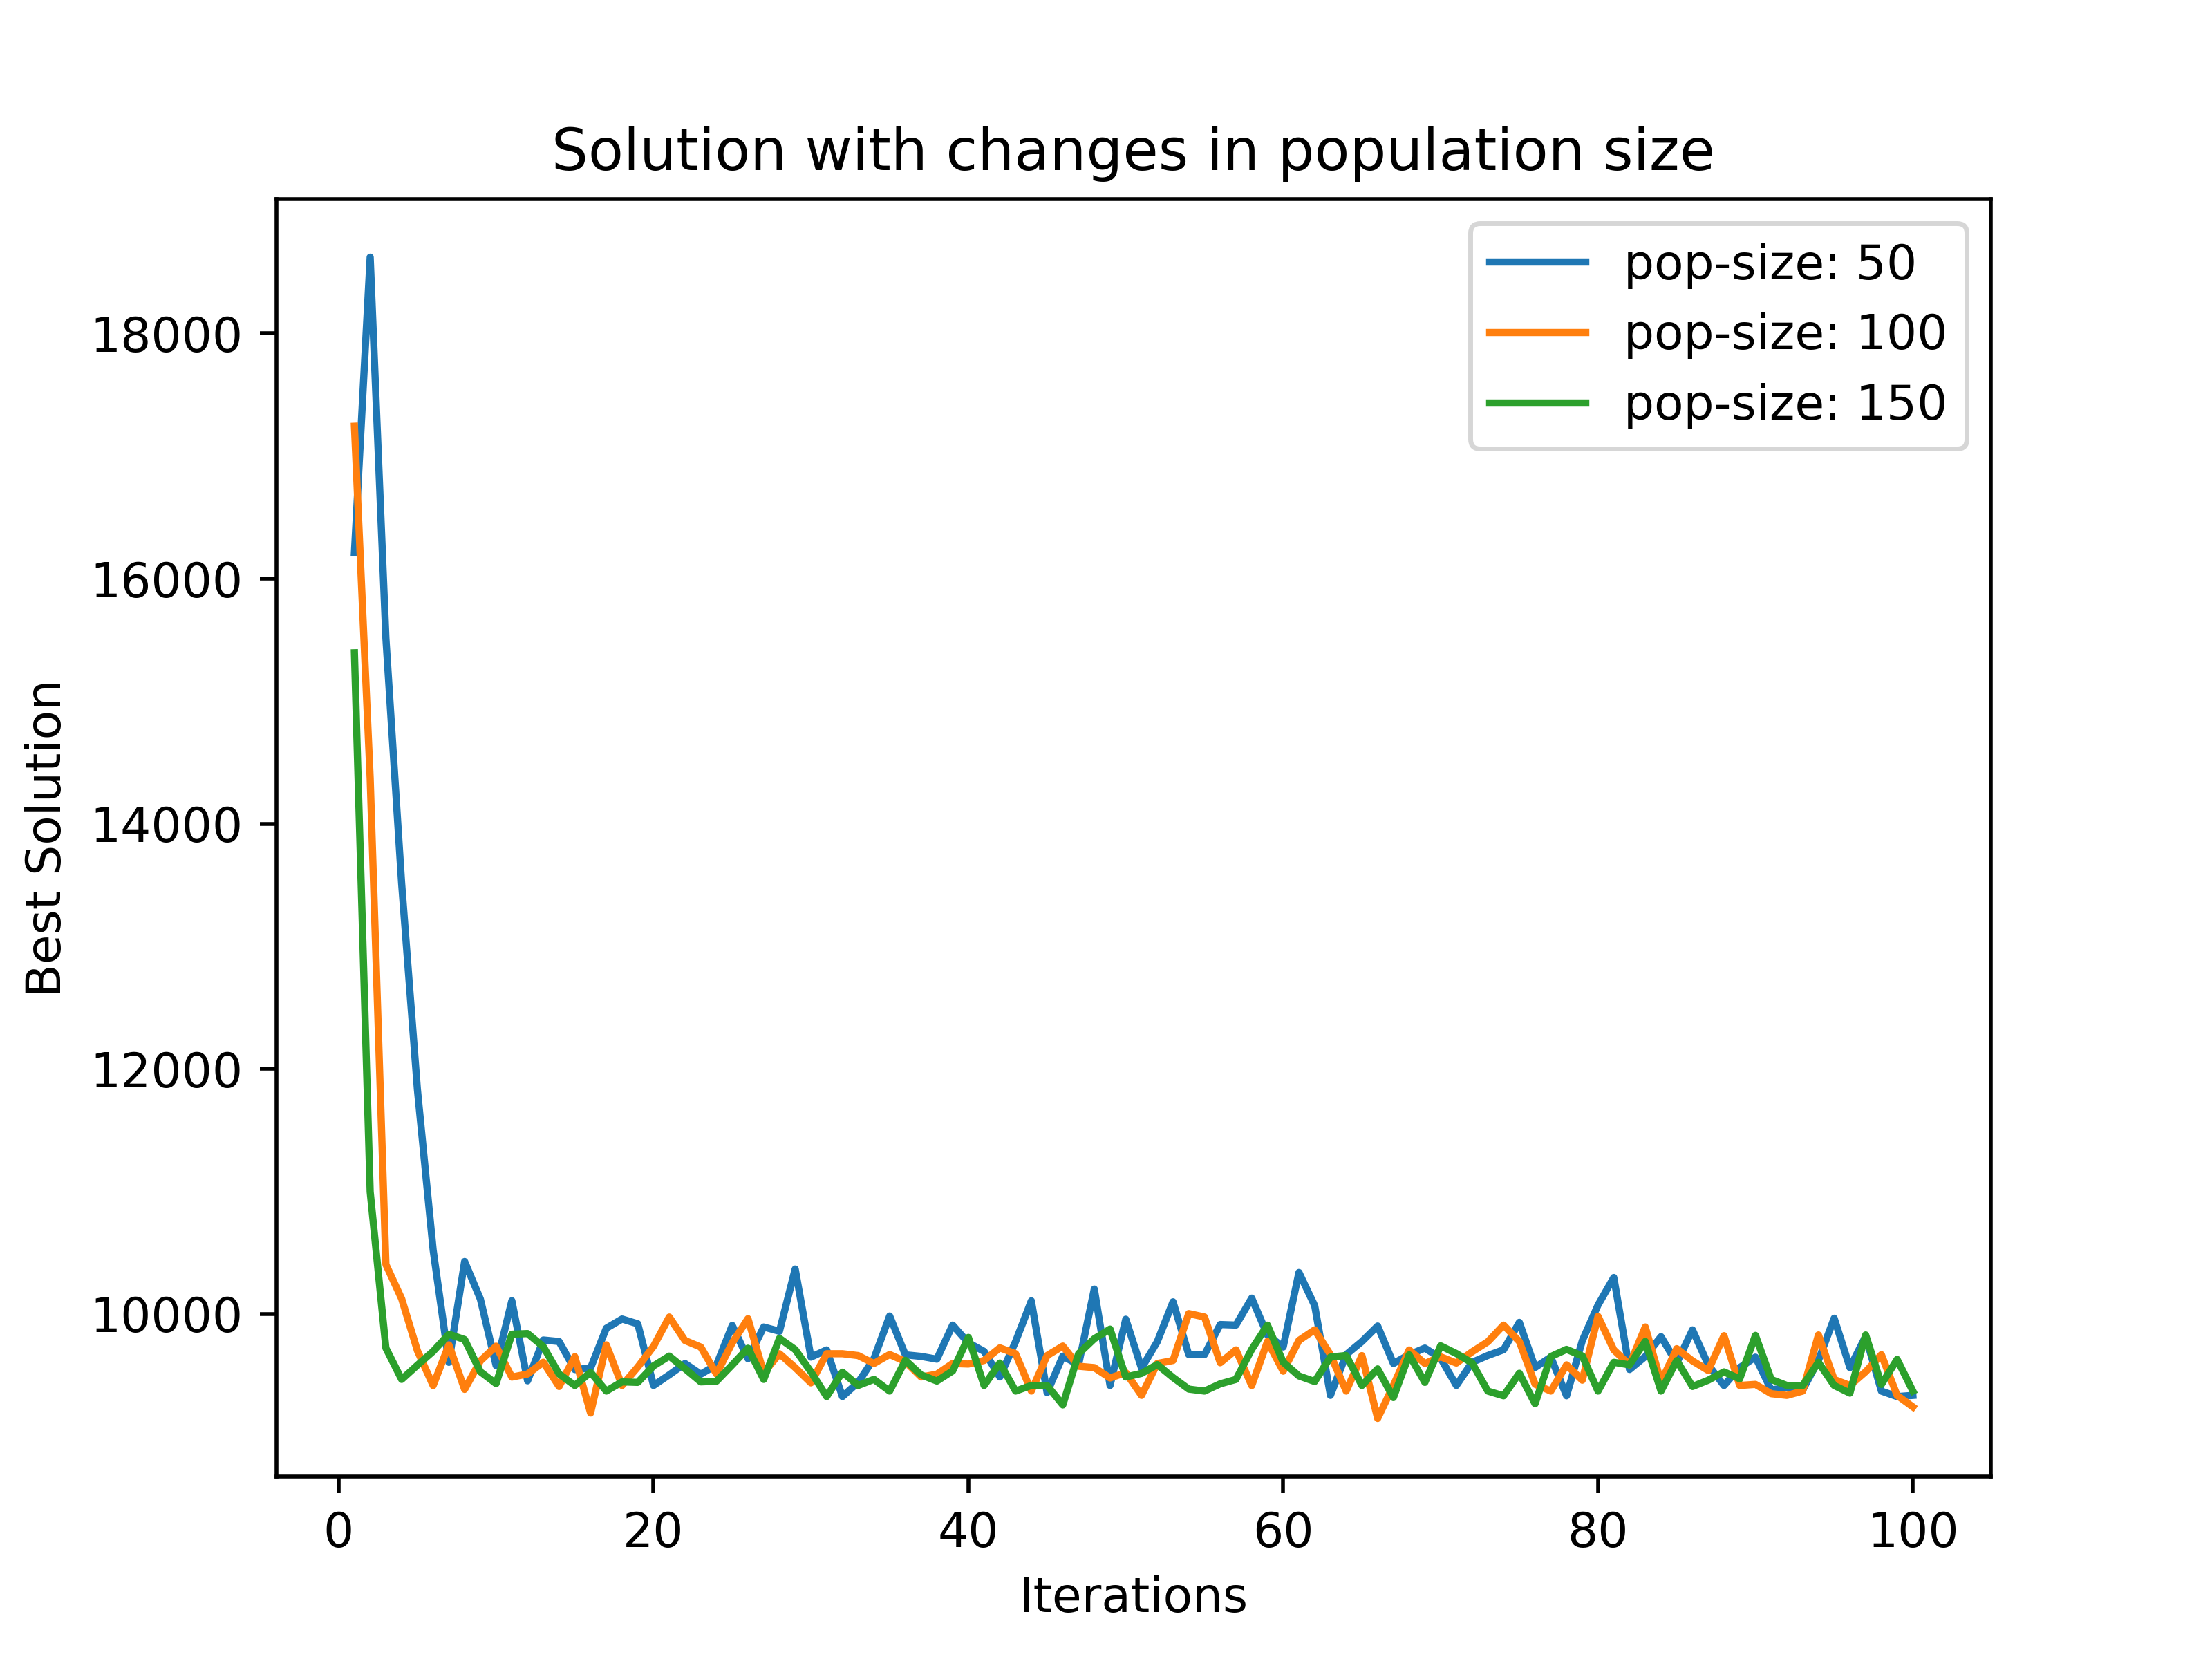 Solution with changes in population size
pop-size: 50
pop-size: 100
pop-size: 150
18000
16000
14000
12000
10000
Best Solution
0 20 40 60 80 100
Iterations